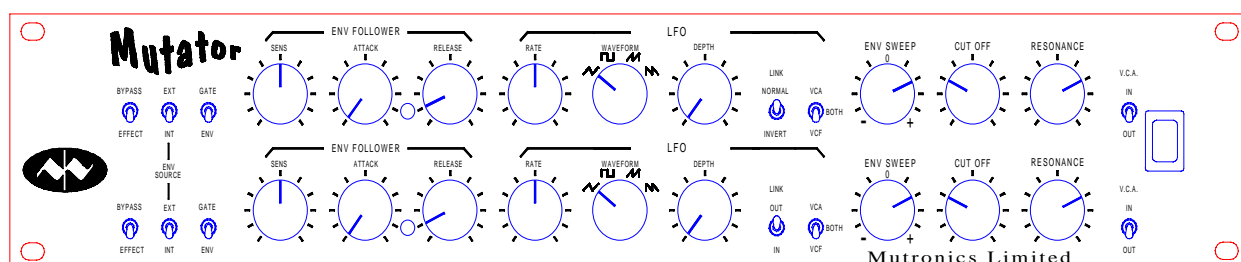 Mutator
ENV FOLLOWER
LFO
SENS ATTACK RELEASE RATE WAVEFORM DEPTH
ENV SWEEP CUT OFF RESONANCE
0
LINK V.C.A.
BYPASS EXT GATE NORMAL VCA IN
BOTH
- +
EFFECT INT ENV INVERT VCF OUT
ENV FOLLOWER
LFO
SENS ATTACK RELEASE RATE WAVEFORM DEPTH
ENV SWEEP CUT OFF RESONANCE
ENV
SOURCE
0
LINK V.C.A.
BYPASS EXT GATE OUT VCA IN
BOTH
- +
EFFECT INT ENV IN VCF OUT
Mutronics Limited